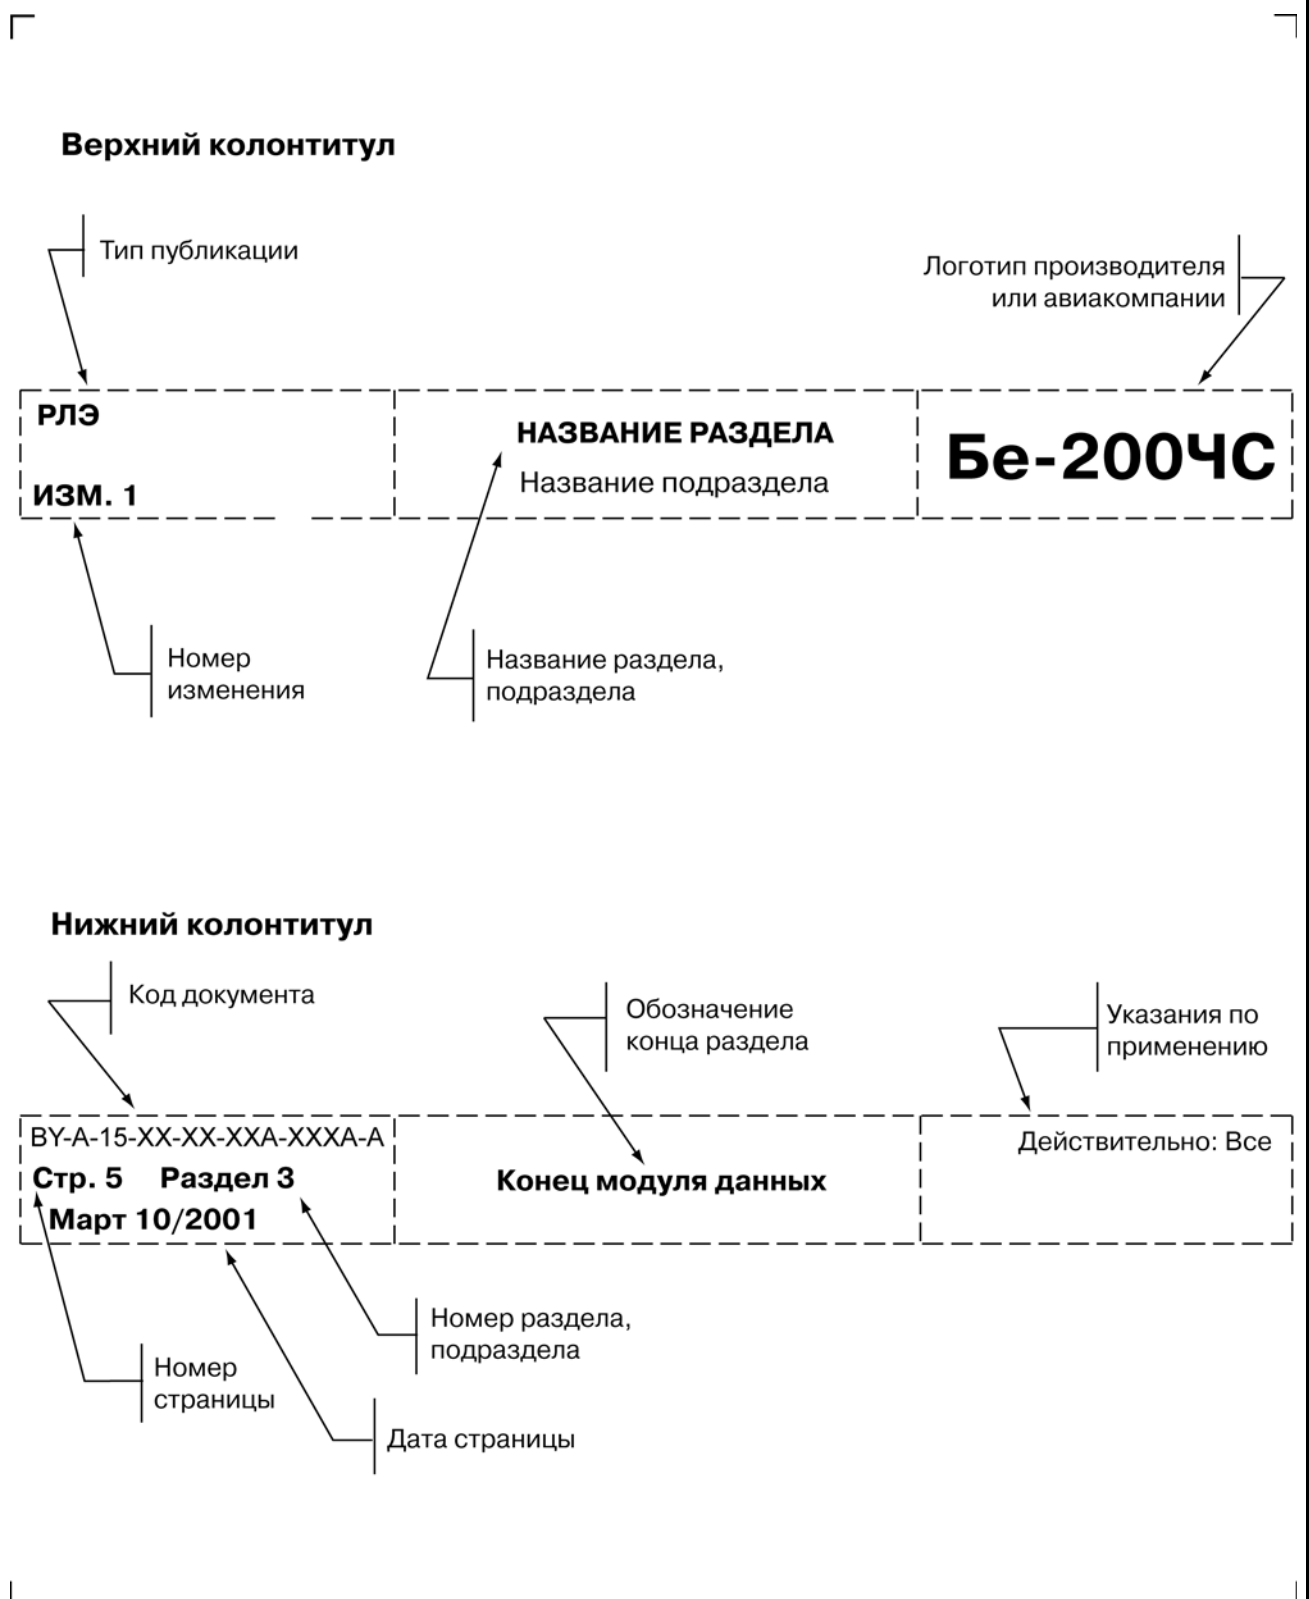 Верхний колонтитул
Тип публикации
Логотип производителя
или авиакомпании
РЛЭ
НАЗВАНИЕ РАЗДЕЛА
Бе-200ЧС
Название подраздела
ИЗМ. 1
Номер
изменения
Название раздела,
подраздела
Нижний колонтитул
Код документа
Обозначение
конца раздела
Указания по
применению
BY-A-15-XX-XX-XXA-XXXA-A
Действительно: Все
Стр. 5 Раздел 3
Конец модуля данных
Март 10/2001
Номер раздела,
подраздела
Номер
страницы
Дата страницы